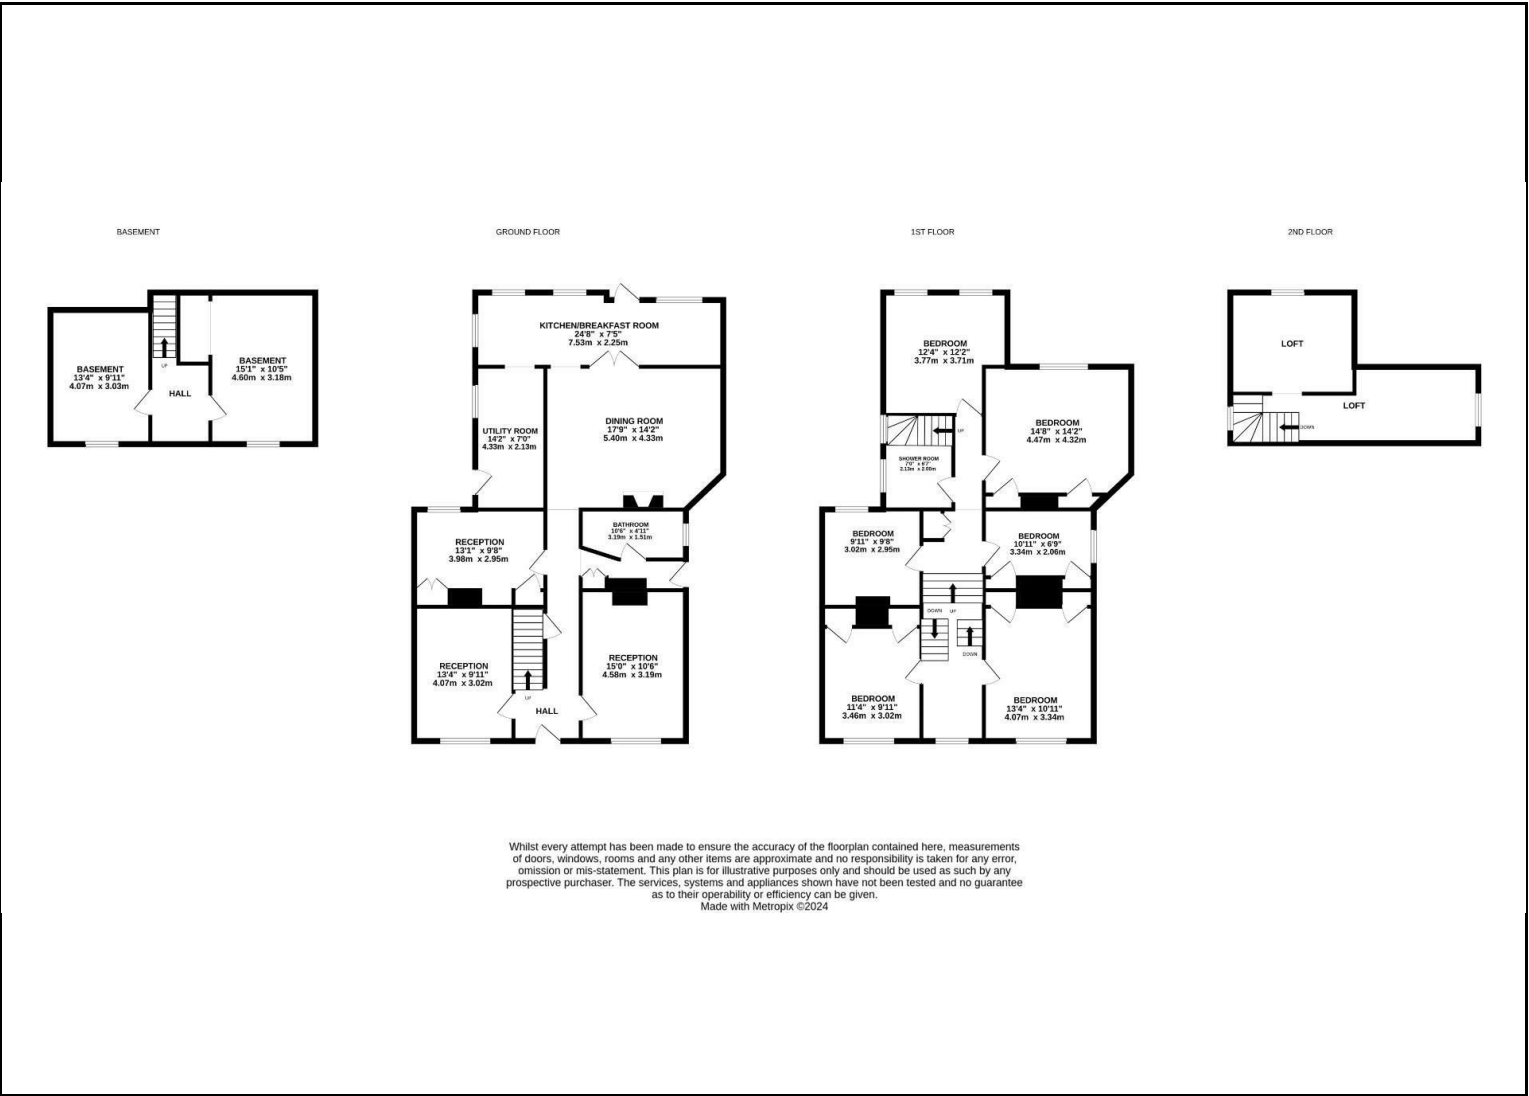 BASEMENT
GROUND FLOOR
1ST FLOOR
2ND FLOOR
BASEMENT
13'4" x 9'11"
4.07m x 3.03m
UP
HALL
BASEMENT
15'1" x 10'5"
4.60m x 3.18m
KITCHEN/BREAKFAST ROOM
24'8" x 7'5"
7.53m x 2.25m
UTILITY ROOM
14'2" x 7'0"
4.33m x 2.13m
DINING ROOM
17'9" x 14'2"
5.40m x 4.33m
RECEPTION
13'1" x 9'8"
3.98m x 2.95m
BATHROOM
10'6" x 4'11"
3.19m x 1.51m
RECEPTION
13'4" x 9'11"
4.07m x 3.02m
UP
HALL
RECEPTION
15'0" x 10'6"
4.58m x 3.19m
BEDROOM
12'4" x 12'2"
3.77m x 3.71m
UP
BEDROOM
14'8" x 14'2"
4.47m x 4.32m
SHOWER ROOM
7'0" x 6'7"
2.13m x 2.00m
BEDROOM
9'11" x 9'8"
3.02m x 2.95m
BEDROOM
10'11" x 6'9"
3.34m x 2.06m
DOWN
UP
DOWN
BEDROOM
11'4" x 9'11"
3.46m x 3.02m
BEDROOM
13'4" x 10'11"
4.07m x 3.34m
LOFT
LOFT
DOWN
Whilst every attempt has been made to ensure the accuracy of the floorplan contained here, measurements
of doors, windows, rooms and any other items are approximate and no responsibility is taken for any error,
omission or mis-statement. This plan is for illustrative purposes only and should be used as such by any
prospective purchaser. The services, systems and appliances shown have not been tested and no guarantee
as to their operability or efficiency can be given.
Made with Metropix ©2024